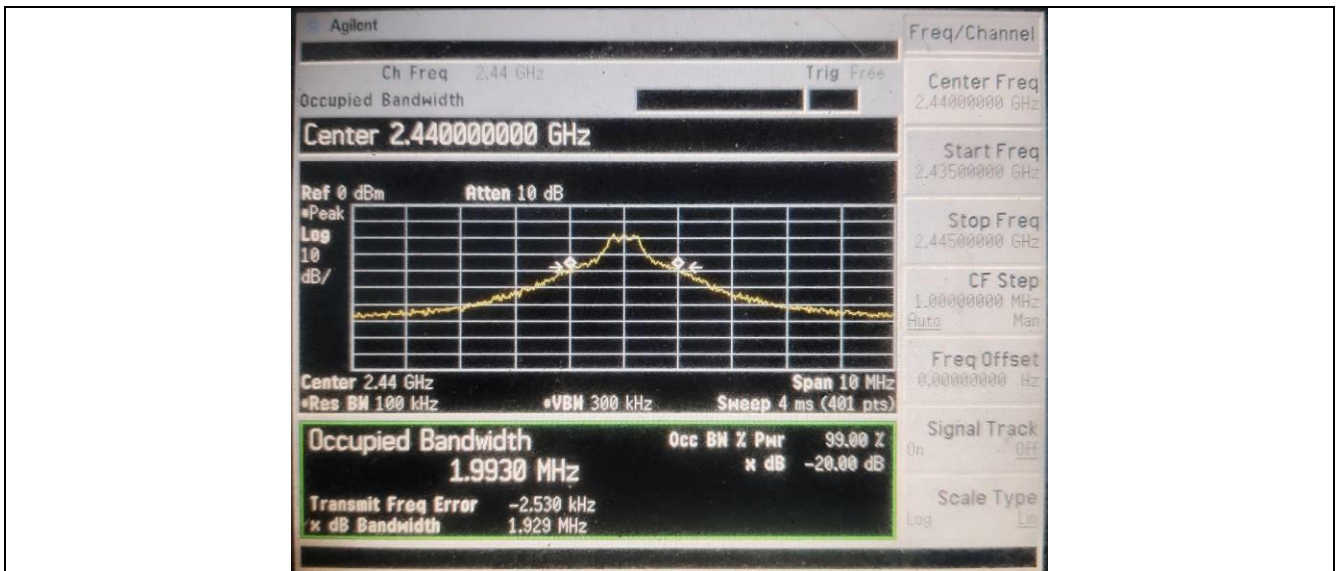 Agilent
Freq/Channel
Ch Freq 2.44 GHz Trig Free
Occupied Bandwidth
Center 2.440000000 GHz
Ref 0 dBm Atten 10 dB
Peak
Log
10
dB/
Center 2.44 GHz Span 10 MHz
Res BW 100 kHz VBW 300 kHz Sweep 4 ms (401 pts)
Occupied Bandwidth Occ BW % Pwr 99.00 %
1.9930 MHz x dB -20.00 dB
Transmit Freq Error -2.530 kHz
x dB Bandwidth 1.929 MHz
Center Freq
2.44000000 GHz
Start Freq
2.43500000 GHz
Stop Freq
2.44500000 GHz
CF Step
1.00000000 MHz
Auto Man
Freq Offset
0.00000000 Hz
Signal Track
On Off
Scale Type
Log Lin